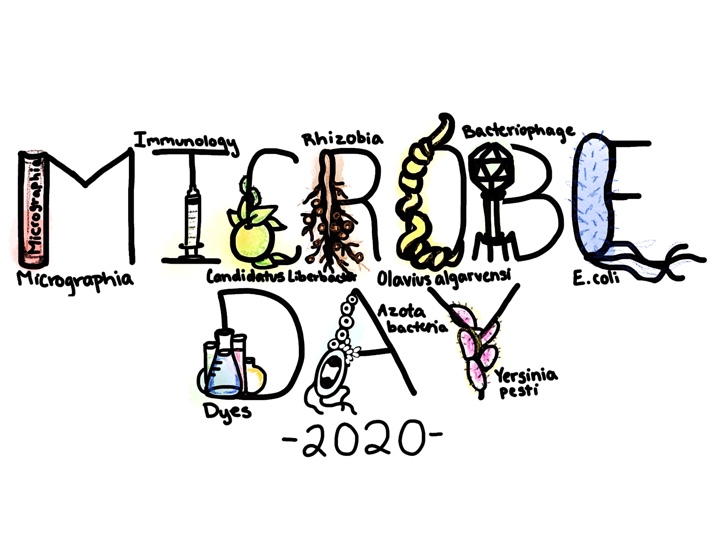 Immunology Rhizobia Bacteriophage
MICROBE
Micrographia
Micrographia Candidatus Liberbacter Olavius algarvensi E.coli
DAY
Azota
bacteria
Yersinia
pesti
Dyes
-2020-